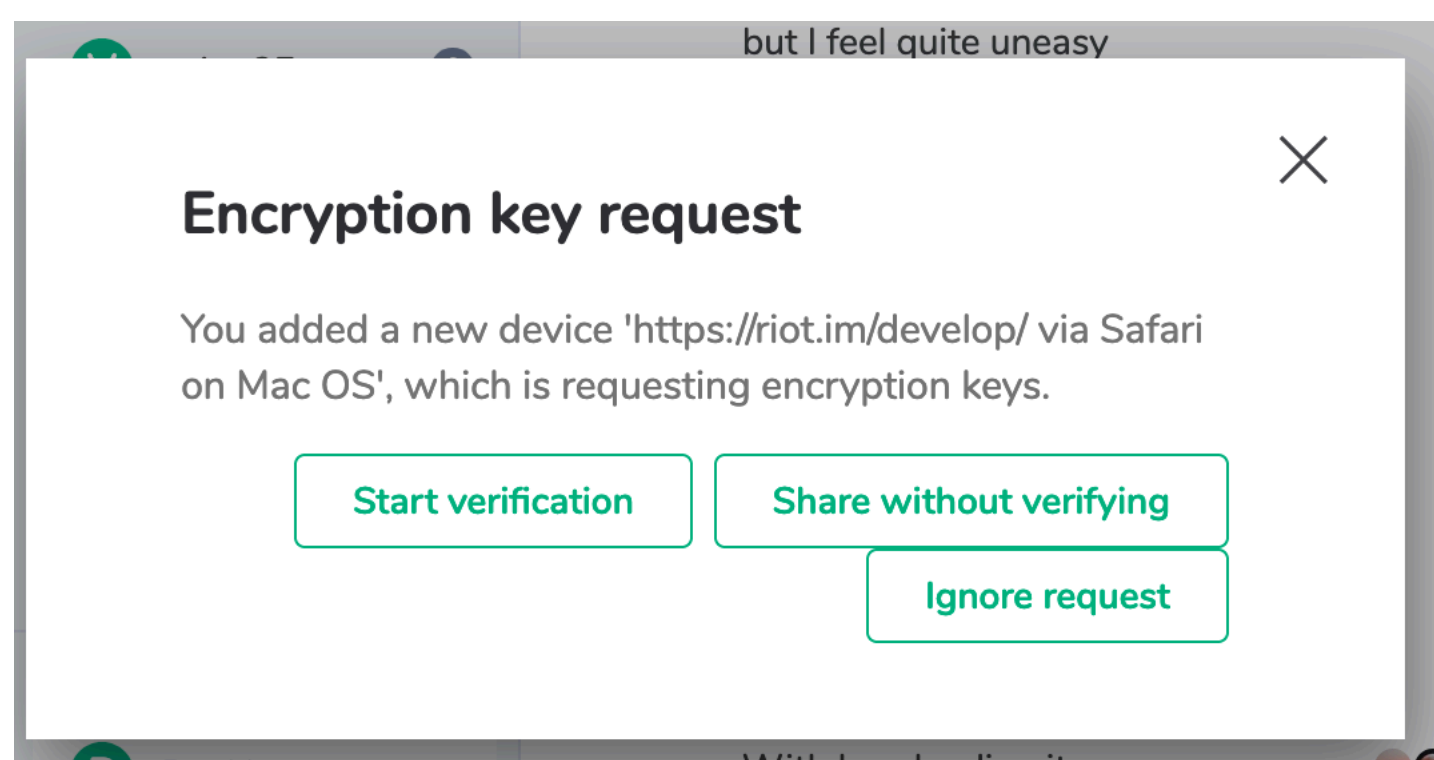 but I feel quite uneasy
Encryption key request
You added a new device 'https://riot.im/develop/ via Safari
on Mac OS', which is requesting encryption keys.
Start verification
Share without verifying
Ignore request